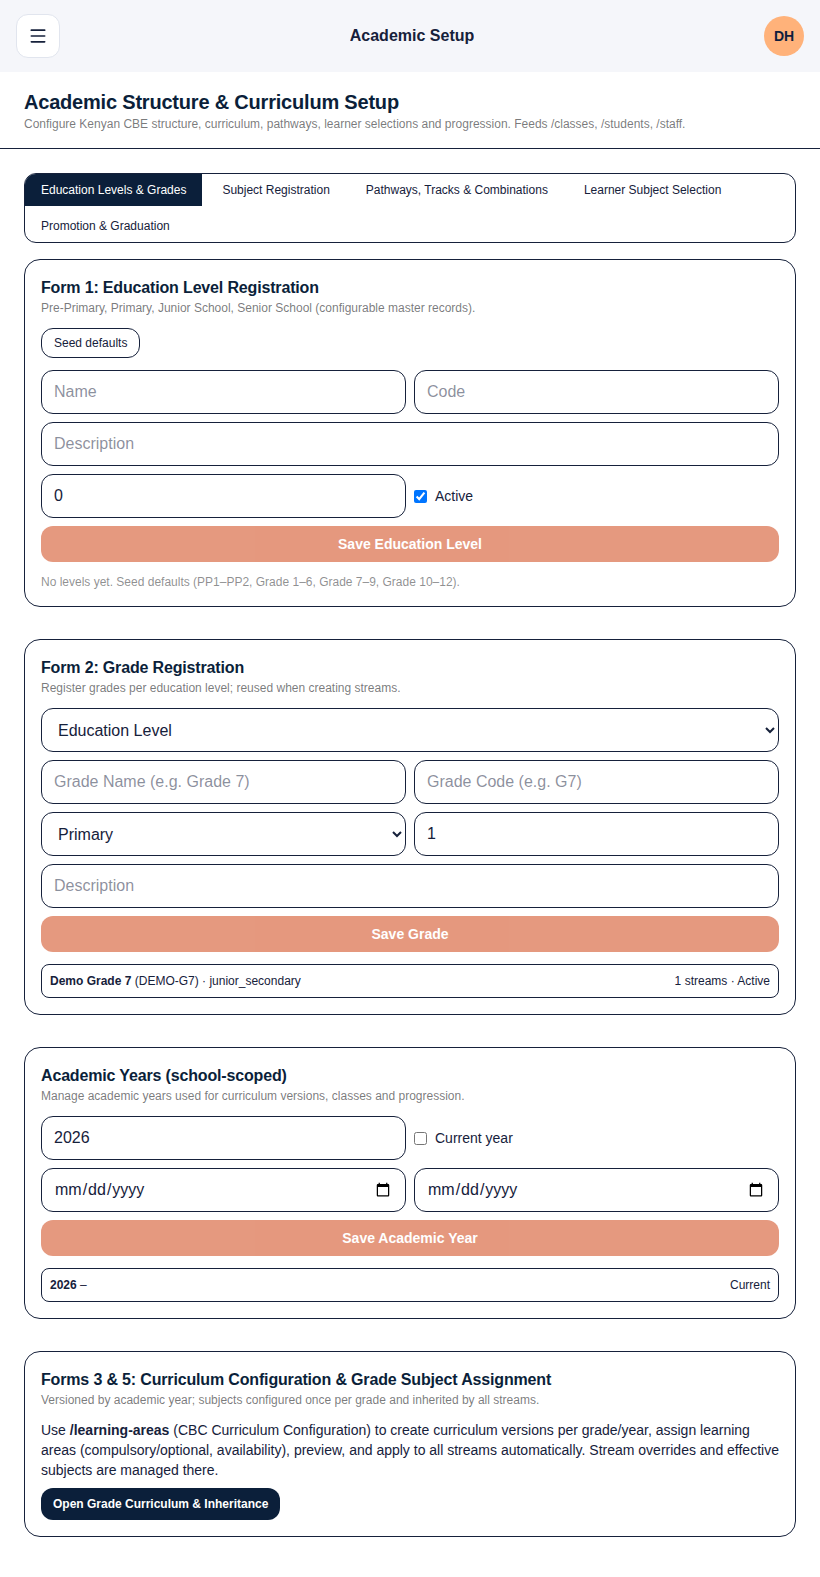 Academic Setup
DH
Academic Structure & Curriculum Setup
Configure Kenyan CBE structure, curriculum, pathways, learner selections and progression. Feeds /classes, /students, /staff.
Education Levels & Grades
Subject Registration
Pathways, Tracks & Combinations
Learner Subject Selection
Promotion & Graduation
Form 1: Education Level Registration
Pre-Primary, Primary, Junior School, Senior School (configurable master records).
Seed defaults
Name
Code
Description
0
Active
Save Education Level
No levels yet. Seed defaults (PP1–PP2, Grade 1–6, Grade 7–9, Grade 10–12).
Form 2: Grade Registration
Register grades per education level; reused when creating streams.
Education Level
Grade Name (e.g. Grade 7)
Grade Code (e.g. G7)
Primary
1
Description
Save Grade
Demo Grade 7 (DEMO-G7) · junior_secondary
1 streams · Active
Academic Years (school-scoped)
Manage academic years used for curriculum versions, classes and progression.
2026
Current year
mm/dd/yyyy
mm/dd/yyyy
Save Academic Year
2026 –
Current
Forms 3 & 5: Curriculum Configuration & Grade Subject Assignment
Versioned by academic year; subjects configured once per grade and inherited by all streams.
Use /learning-areas (CBC Curriculum Configuration) to create curriculum versions per grade/year, assign learning
areas (compulsory/optional, availability), preview, and apply to all streams automatically. Stream overrides and effective
subjects are managed there.
Open Grade Curriculum & Inheritance